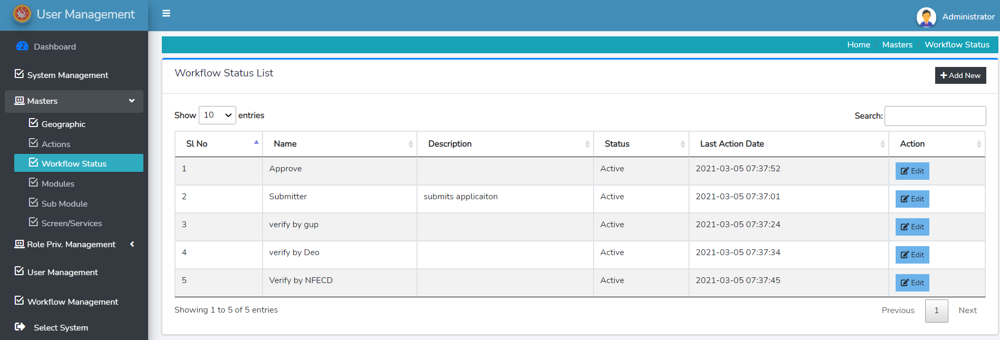 User Management
Administrator
Dashboard
System Management
Masters
Geographic
Actions
Workflow Status
Modules
Sub Module
Screen/Services
Role Priv. Management
User Management
Workflow Management
Select System
Home / Masters / Workflow Status
Workflow Status List
Add New
Show 10 entries
Search:
Sl No Name Description Status Last Action Date Action
1 Approve Active 2021-03-05 07:37:52 Edit
2 Submitter submits applicaiton Active 2021-03-05 07:37:01 Edit
3 verify by gup Active 2021-03-05 07:37:24 Edit
4 verify by Deo Active 2021-03-05 07:37:34 Edit
5 Verify by NFECD Active 2021-03-05 07:37:45 Edit
Showing 1 to 5 of 5 entries
Previous 1 Next